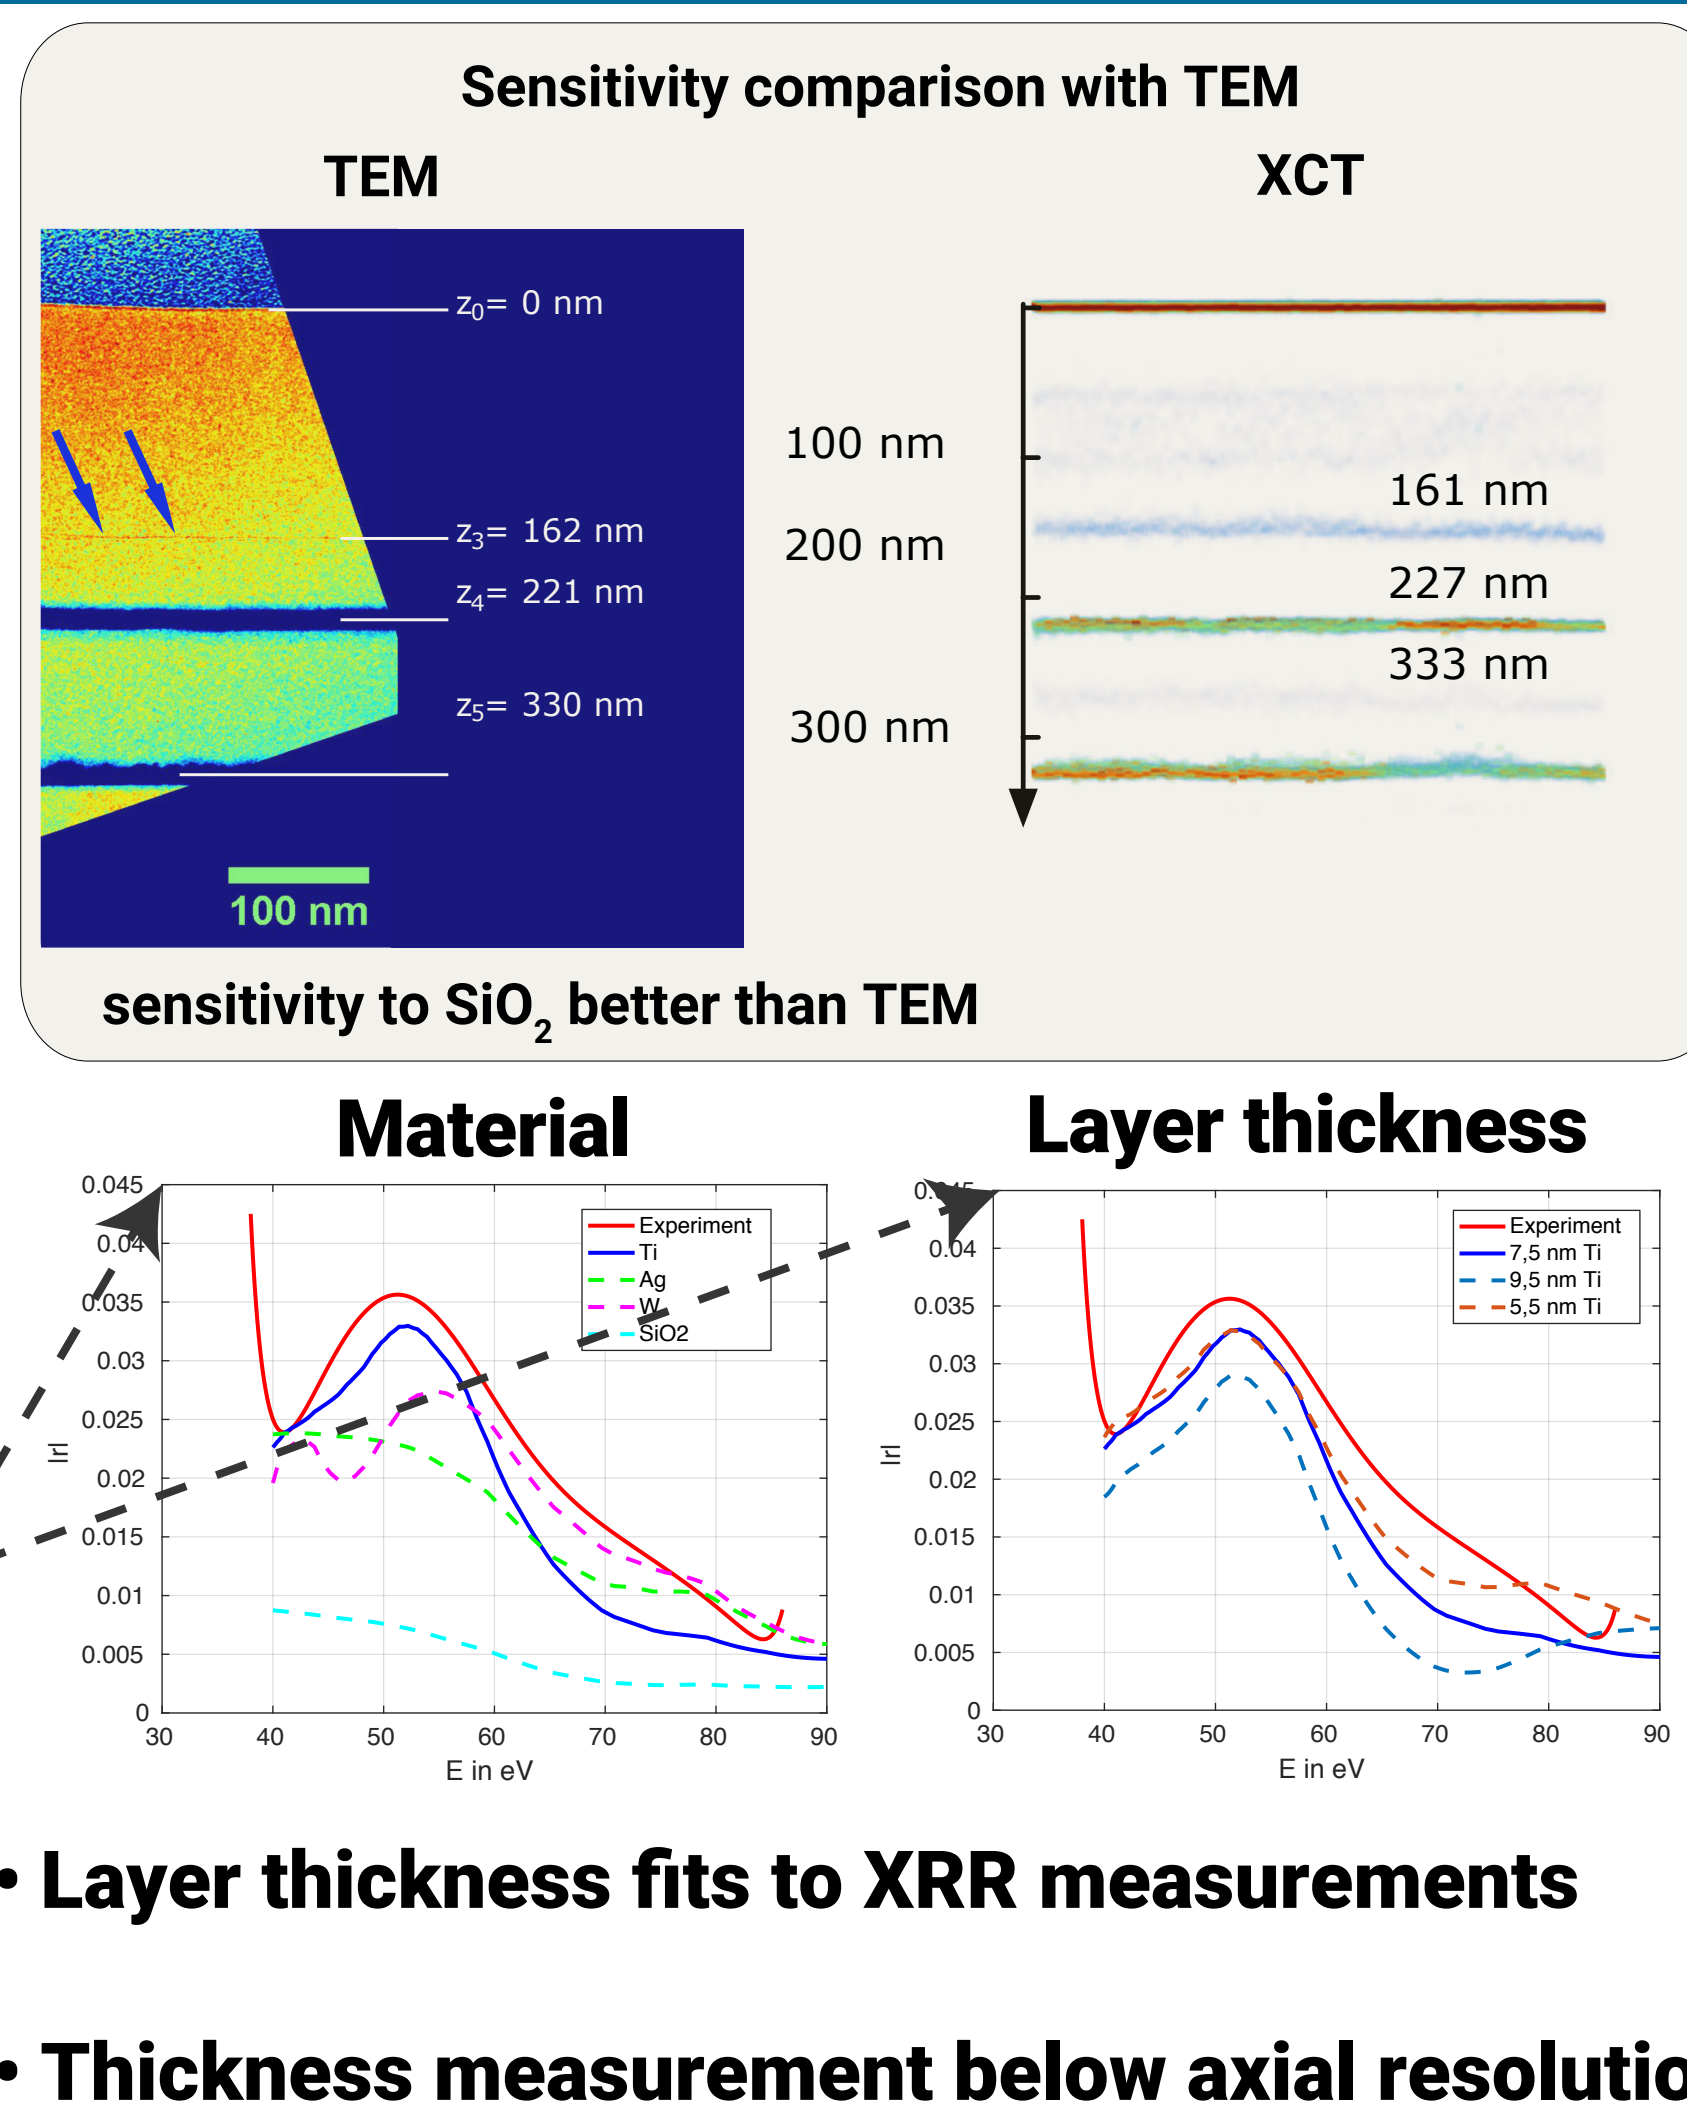 Sensitivity comparison with TEM
TEM
XCT
z0= 0 nm
z3= 162 nm
z4= 221 nm
z5= 330 nm
100 nm
100 nm
200 nm
300 nm
161 nm
227 nm
333 nm
sensitivity to SiO2 better than TEM
Material
0.045
0.04
0.035
0.03
0.025
0.02
0.015
0.01
0.005
0
30 40 50 60 70 80 90
E in eV
|r|
Experiment
Ti
Ag
W
SiO2
Layer thickness
0.045
0.04
0.035
0.03
0.025
0.02
0.015
0.01
0.005
0
30 40 50 60 70 80 90
E in eV
|r|
Experiment
7,5 nm Ti
9,5 nm Ti
5,5 nm Ti
• Layer thickness fits to XRR measurements
• Thickness measurement below axial resolutio